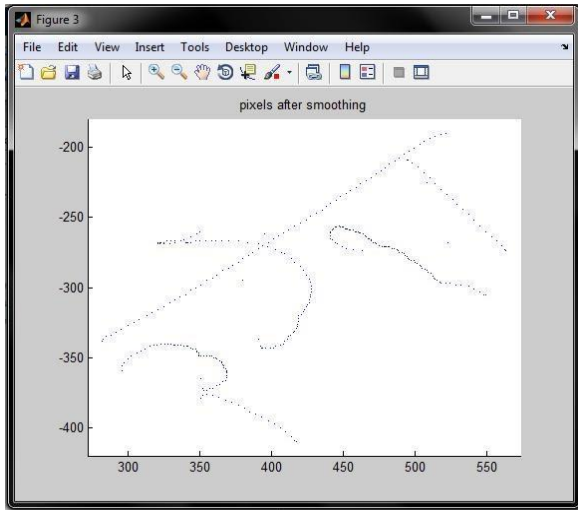 Figure 3
File Edit View Insert Tools Desktop Window Help
pixels after smoothing
-200
-250
-300
-350
-400
300 350 400 450 500 550